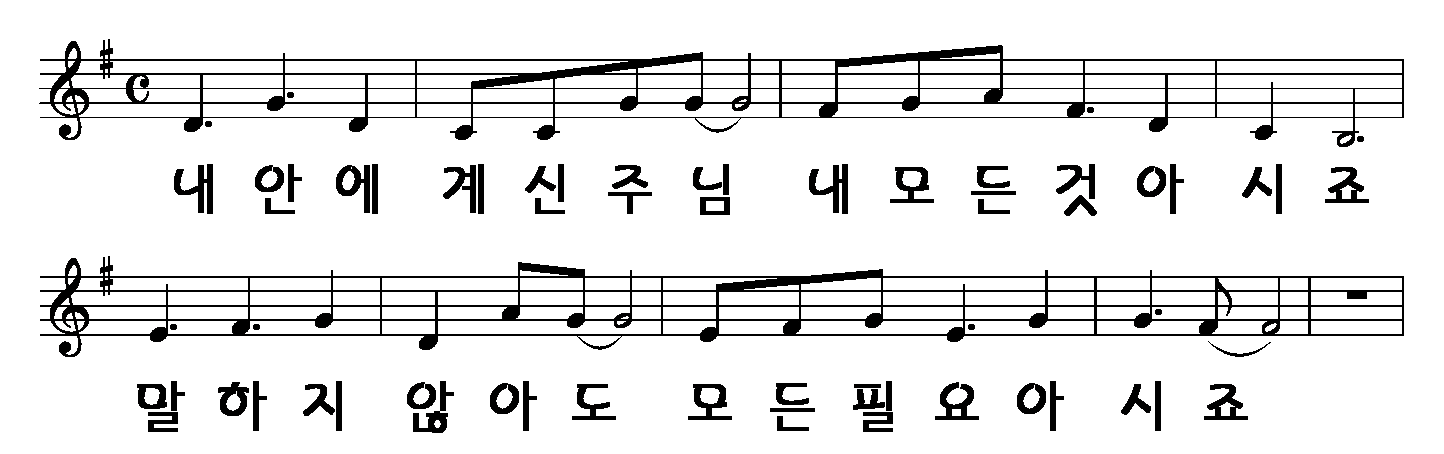 내 안 에 계 신 주 님 내 모 든 것 아 시 죠
말 하 지 않 아 도 모 든 필 요 아 시 죠